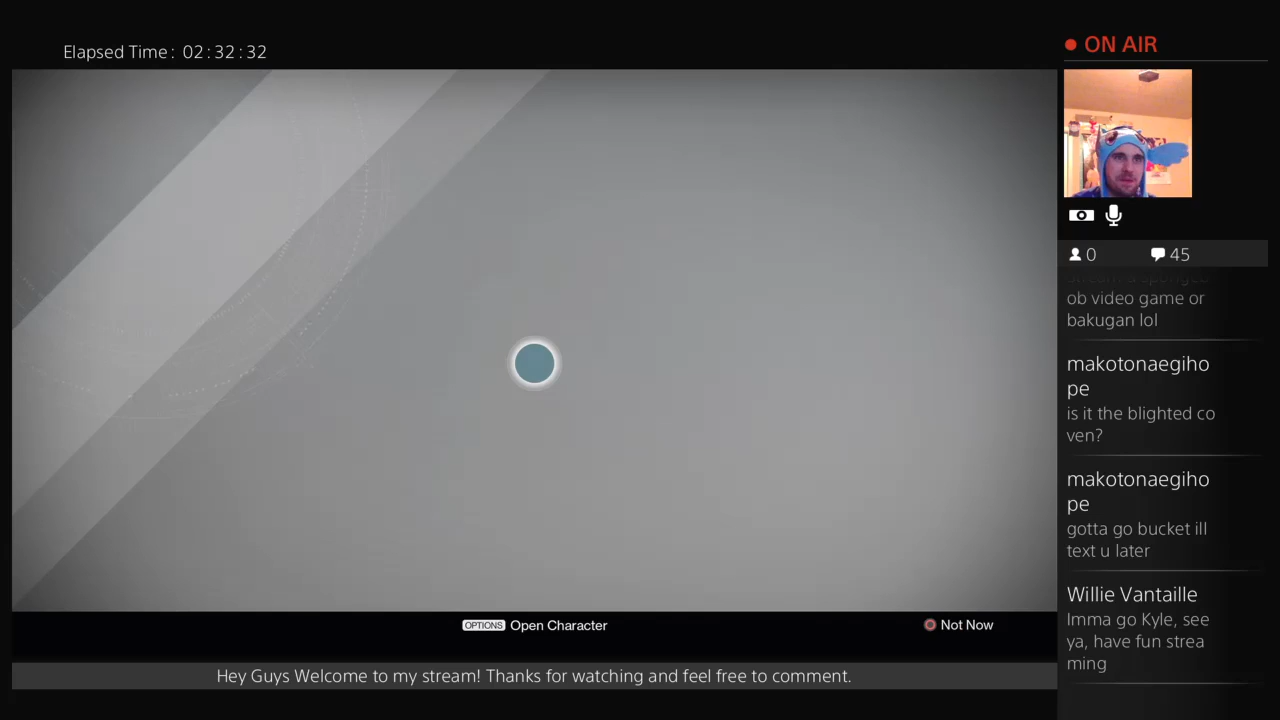 Elapsed Time: 02:32:32
ON AIR
0 45
ob video game or
bakugan lol
makotonaegiho
pe
is it the blighted co
ven?
makotonaegiho
pe
gotta go bucket ill
text u later
Willie Vantaille
Imma go Kyle, see
ya, have fun strea
ming
OPTIONS Open Character
Not Now
Hey Guys Welcome to my stream! Thanks for watching and feel free to comment.